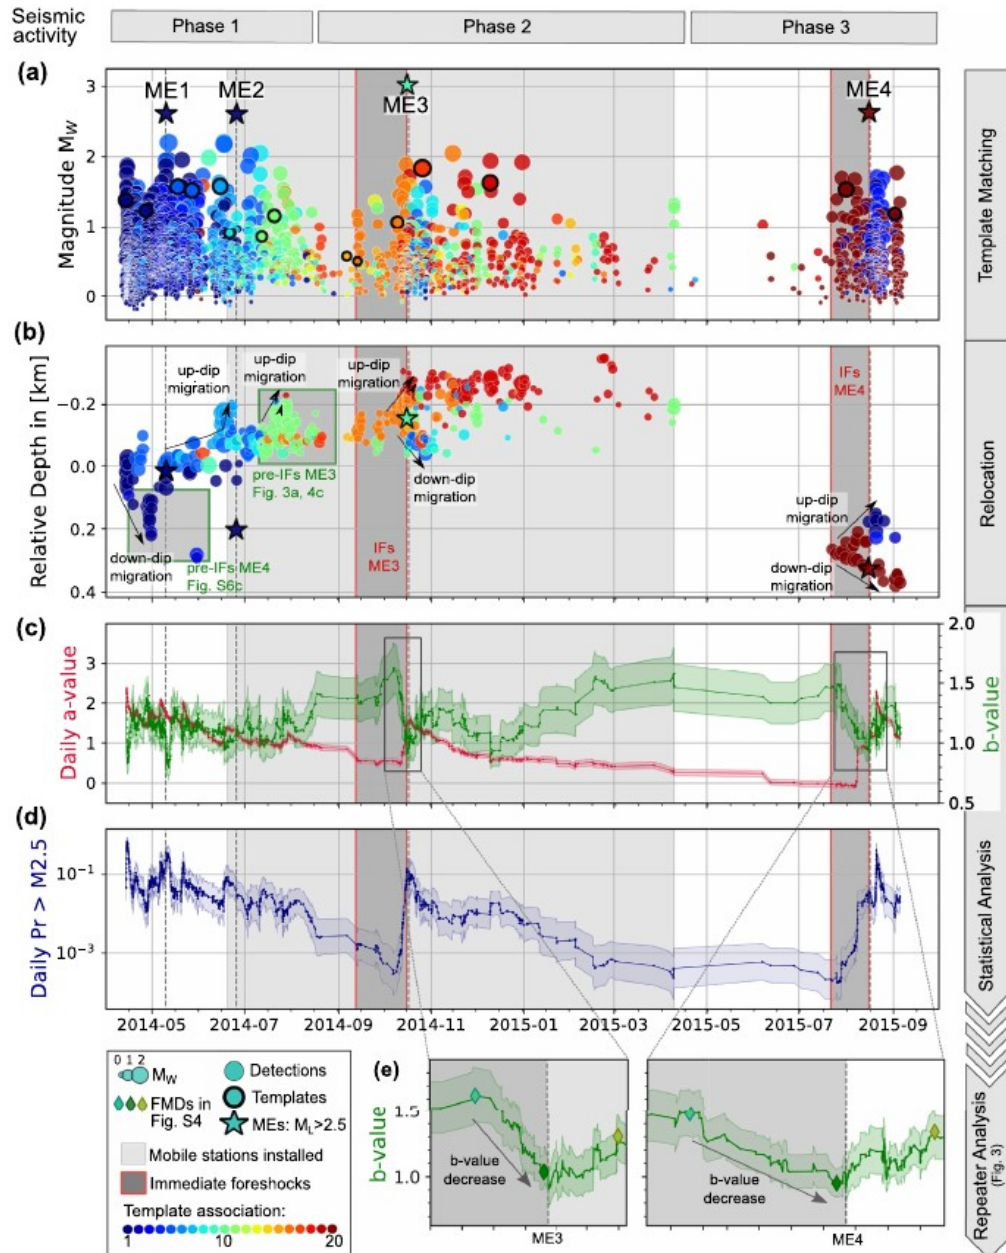 Seismic
activity
Phase 1
Phase 2
Phase 3
(a)
ME1
ME2
ME3
ME4
3
2
1
0
Magnitude Mw
Template Matching
(b)
up-dip
migration
up-dip
migration
up-dip
migration
IFs
ME4
−0.2
0.0
0.2
0.4
Relative Depth in [km]
pre-IFs ME3
Fig. 3a, 4c
down-dip
migration
up-dip
migration
down-dip
migration
pre-IFs ME4
Fig. S6c
IFs
ME3
down-dip
migration
Relocation
(c)
3
2
1
0
Daily a-value
2.0
1.5
1.0
0.5
b-value
(d)
10−1
10−3
Daily Pr > M2.5
Statistical Analysis
2014-05
2014-07
2014-09
2014-11
2015-01
2015-03
2015-05
2015-07
2015-09
0 1 2
Mw
Detections
Templates
FMDs in
Fig. S4
MEs: ML>2.5
Mobile stations installed
Immediate foreshocks
Template association:
1
10
20
(e)
b-value
1.5
1.0
b-value
decrease
ME3
b-value
decrease
ME4
Repeater Analysis
(Fig. 3)